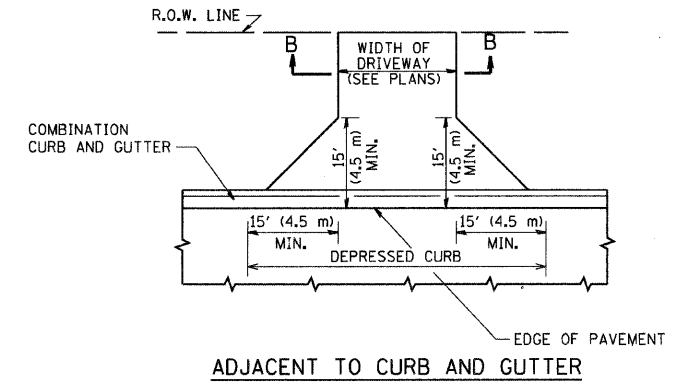 R.O.W. LINE
B
B
WIDTH OF
DRIVEWAY
(SEE PLANS)
COMBINATION
CURB AND GUTTER
15'
(4.5 m)
MIN.
15'
(4.5 m)
MIN.
15' (4.5 m)
MIN.
15' (4.5 m)
MIN.
DEPRESSED CURB
EDGE OF PAVEMENT
ADJACENT TO CURB AND GUTTER